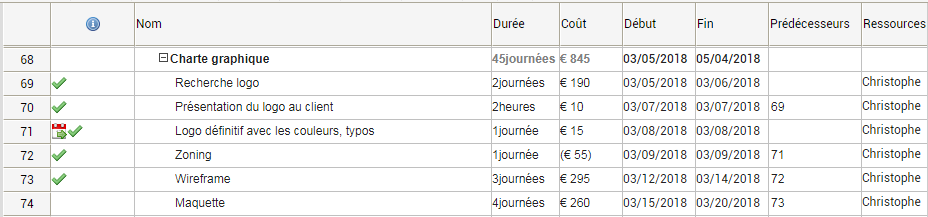 Nom Durée Coût Début Fin Prédécesseurs Ressources
68 Charte graphique 45journées € 845 03/05/2018 05/04/2018
69 Recherche logo 2journées € 190 03/05/2018 03/06/2018 Christophe
70 Présentation du logo au client 2heures € 10 03/07/2018 03/07/2018 69 Christophe
71 Logo définitif avec les couleurs, typos 1journée € 15 03/08/2018 03/08/2018 Christophe
72 Zoning 1journée (€ 55) 03/09/2018 03/09/2018 71 Christophe
73 Wireframe 3journées € 295 03/12/2018 03/14/2018 72 Christophe
74 Maquette 4journées € 260 03/15/2018 03/20/2018 73 Christophe